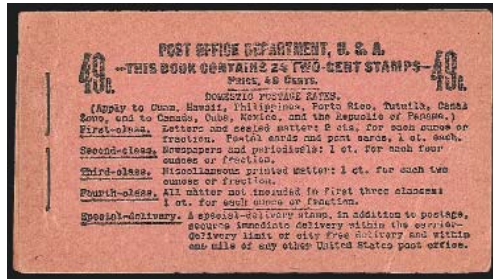 POST OFFICE DEPARTMENT, U. S. A.
49c. —THIS BOOK CONTAINS 24 TWO-CENT STAMPS— 49c.
PRICE, 49 CENTS.
DOMESTIC POSTAGE RATES.
(Apply to Guam, Hawaii, Philippines, Porto Rico, Tutuila, Canal
Zone, and to Canada, Cuba, Mexico, and the Republic of Panama.)
First-class. Letters and sealed matter: 2 cts. for each ounce or
fraction. Postal cards and post cards, 1 ct. each.
Second-class. Newspapers and periodicals: 1 ct. for each four
ounces or fraction.
Third-class. Miscellaneous printed matter: 1 ct. for each two
ounces or fraction.
Fourth-class. All matter not included in first three classes:
1 ct. for each ounce or fraction.
Special-delivery. A special-delivery stamp, in addition to postage,
secures immediate delivery within the carrier-
delivery limit of city free delivery and within
one mile of any other United States post office.